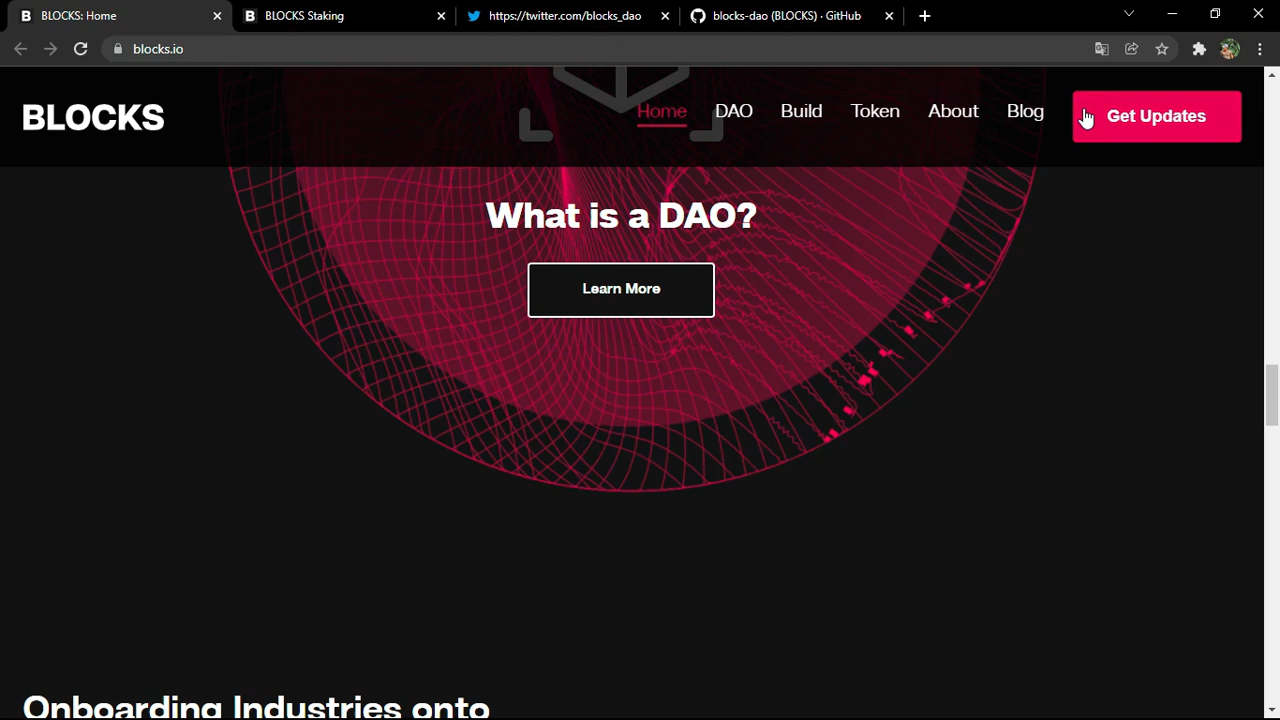 B BLOCKS: Home
B BLOCKS Staking
https://twitter.com/blocks_dao
blocks-dao (BLOCKS) · GitHub
blocks.io
BLOCKS
Home
DAO
Build
Token
About
Blog
Get Updates
What is a DAO?
Learn More
Onboarding Industries onto